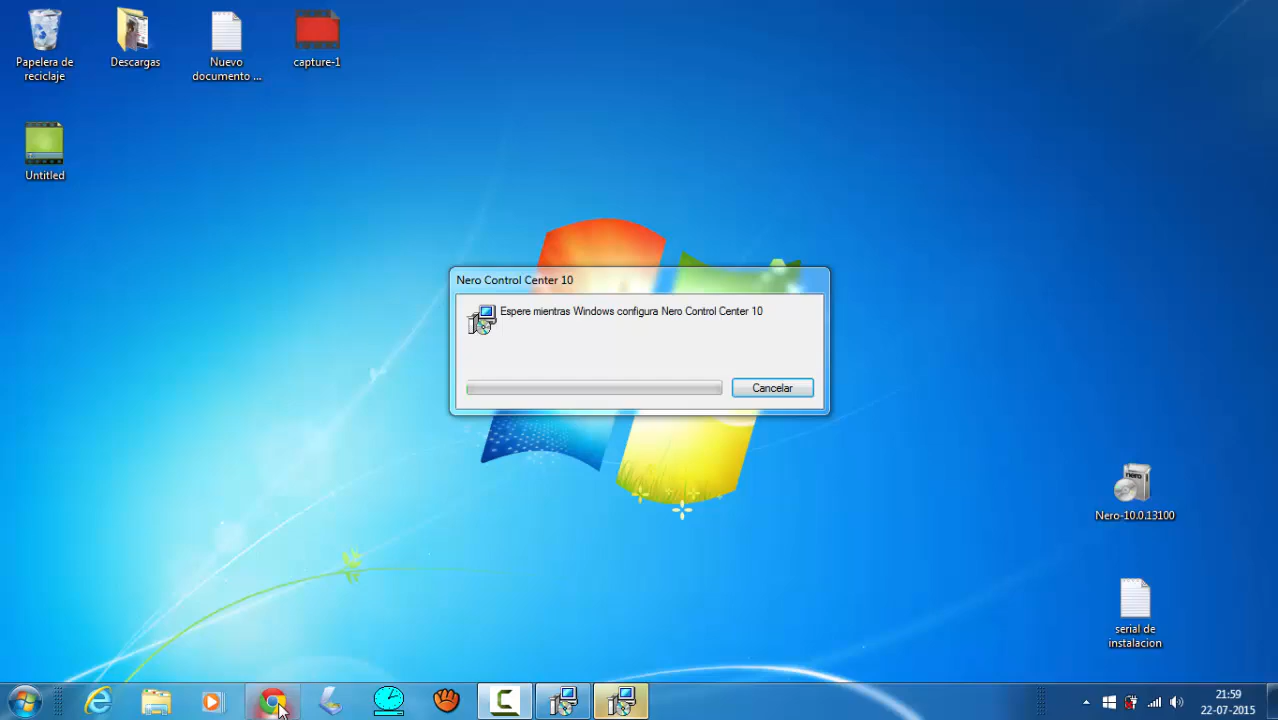 Papelera de
reciclaje
Descargas
Nuevo
documento ...
capture-1
Untitled
Nero Control Center 10
Espere mientras Windows configura Nero Control Center 10
Cancelar
nero
Nero-10.0.13100
serial de
instalacion
21:59
22-07-2015